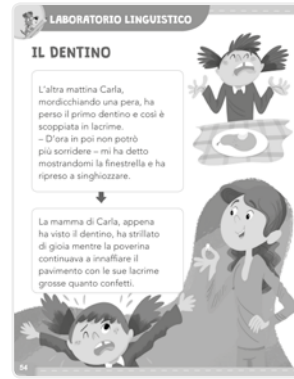 LABORATORIO LINGUISTICO
IL DENTINO
L'altra mattina Carla,
mordicchiando una pera, ha
perso il primo dentino e così è
scoppiata in lacrime.
– D'ora in poi non potrò
più sorridere – mi ha detto
mostrandomi la finestrella e ha
ripreso a singhiozzare.
La mamma di Carla, appena
ha visto il dentino, ha strillato
di gioia mentre la poverina
continuava a innaffiare il
pavimento con le sue lacrime
grosse quanto confetti.
54